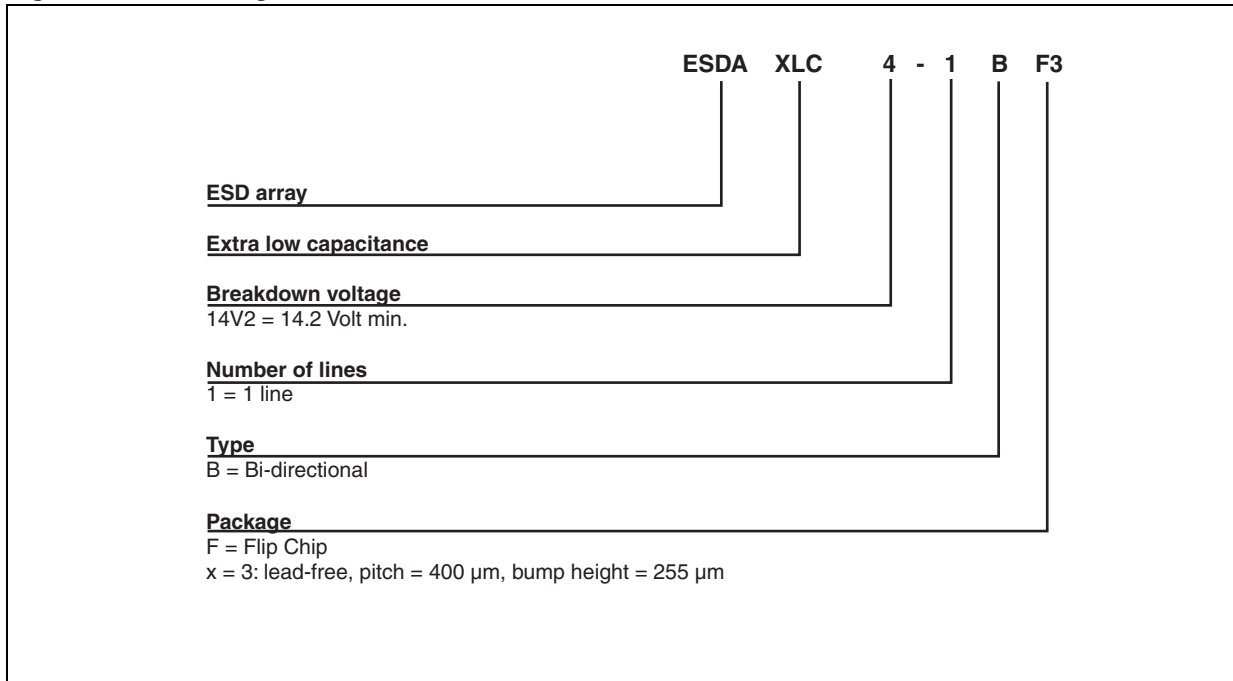 ESDA XLC 4 - 1 B F3
ESD array
Extra low capacitance
Breakdown voltage
14V2 = 14.2 Volt min.
Number of lines
1 = 1 line
Type
B = Bi-directional
Package
F = Flip Chip
x = 3: lead-free, pitch = 400 µm, bump height = 255 µm